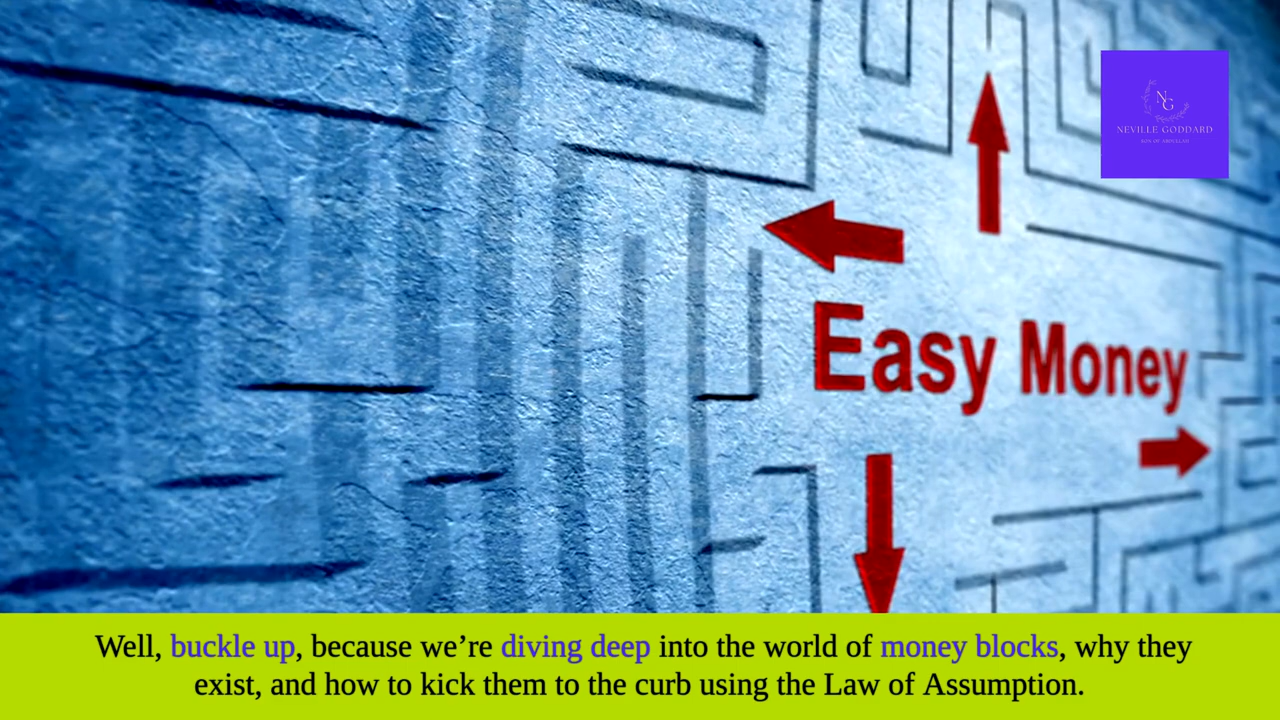 NG
NEVILLE GODDARD
Easy Money
Well, buckle up, because we’re diving deep into the world of money blocks, why they
exist, and how to kick them to the curb using the Law of Assumption.